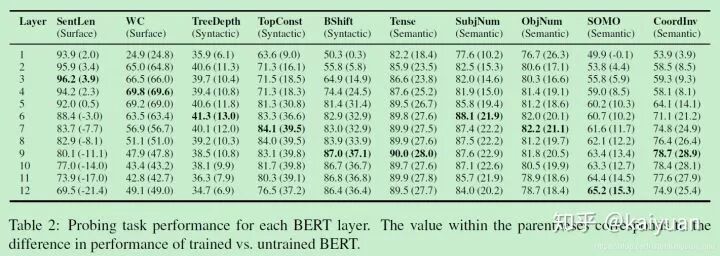 Layer SentLen WC TreeDepth TopConst BShift Tense SubjNum ObjNum SOMO CoordInv
(Surface) (Surface) (Syntactic) (Syntactic) (Syntactic) (Semantic) (Semantic) (Semantic) (Semantic) (Semantic)
1 93.9 (2.0) 24.9 (24.8) 35.9 (6.1) 63.6 (9.0) 50.3 (0.3) 82.2 (18.4) 77.6 (10.2) 76.7 (26.3) 49.9 (-0.1) 53.9 (3.9)
2 95.9 (3.4) 65.0 (64.8) 40.6 (11.3) 71.3 (16.1) 55.8 (5.8) 85.9 (23.5) 82.5 (15.3) 80.6 (17.1) 53.8 (4.4) 58.5 (8.5)
3 96.2 (3.9) 66.5 (66.0) 39.7 (10.4) 71.5 (18.5) 64.9 (14.9) 86.6 (23.8) 82.0 (14.6) 80.3 (16.6) 55.8 (5.9) 59.3 (9.3)
4 94.2 (2.3) 69.8 (69.6) 39.4 (10.8) 71.3 (18.3) 74.4 (24.5) 87.6 (25.2) 81.9 (15.0) 81.4 (19.1) 59.0 (8.5) 58.1 (8.1)
5 92.0 (0.5) 69.2 (69.0) 40.6 (11.8) 81.3 (30.8) 81.4 (31.4) 89.5 (26.7) 85.8 (19.4) 81.2 (18.6) 60.2 (10.3) 64.1 (14.1)
6 88.4 (-3.0) 63.5 (63.4) 41.3 (13.0) 83.3 (36.6) 82.9 (32.9) 89.8 (27.6) 88.1 (21.9) 82.0 (20.1) 60.7 (10.2) 71.1 (21.2)
7 83.7 (-7.7) 56.9 (56.7) 40.1 (12.0) 84.1 (39.5) 83.0 (32.9) 89.9 (27.5) 87.4 (22.2) 82.2 (21.1) 61.6 (11.7) 74.8 (24.9)
8 82.9 (-8.1) 51.1 (51.0) 39.2 (10.3) 84.0 (39.5) 83.9 (33.9) 89.9 (27.6) 87.5 (22.2) 81.2 (19.7) 62.1 (12.2) 76.4 (26.4)
9 80.1 (-11.1) 47.9 (47.8) 38.5 (10.8) 83.1 (39.8) 87.0 (37.1) 90.0 (28.0) 87.6 (22.9) 81.8 (20.5) 63.4 (13.4) 78.7 (28.9)
10 77.0 (-14.0) 43.4 (43.2) 38.1 (9.9) 81.7 (39.8) 86.7 (36.7) 89.7 (27.6) 87.1 (22.6) 80.5 (19.9) 63.3 (12.7) 78.4 (28.1)
11 73.9 (-17.0) 42.8 (42.7) 36.3 (7.9) 80.3 (39.1) 86.8 (36.8) 89.9 (27.8) 85.7 (21.9) 78.9 (18.6) 64.4 (14.5) 77.6 (27.9)
12 69.5 (-21.4) 49.1 (49.0) 34.7 (6.9) 76.5 (37.2) 86.4 (36.4) 89.5 (27.7) 84.0 (20.2) 78.7 (18.4) 65.2 (15.3) 74.9 (25.4)
Table 2: Probing task performance for each BERT layer. The value within the parentheses corresponds to the
difference in performance of trained vs. untrained BERT.
知乎 @kaiyuan